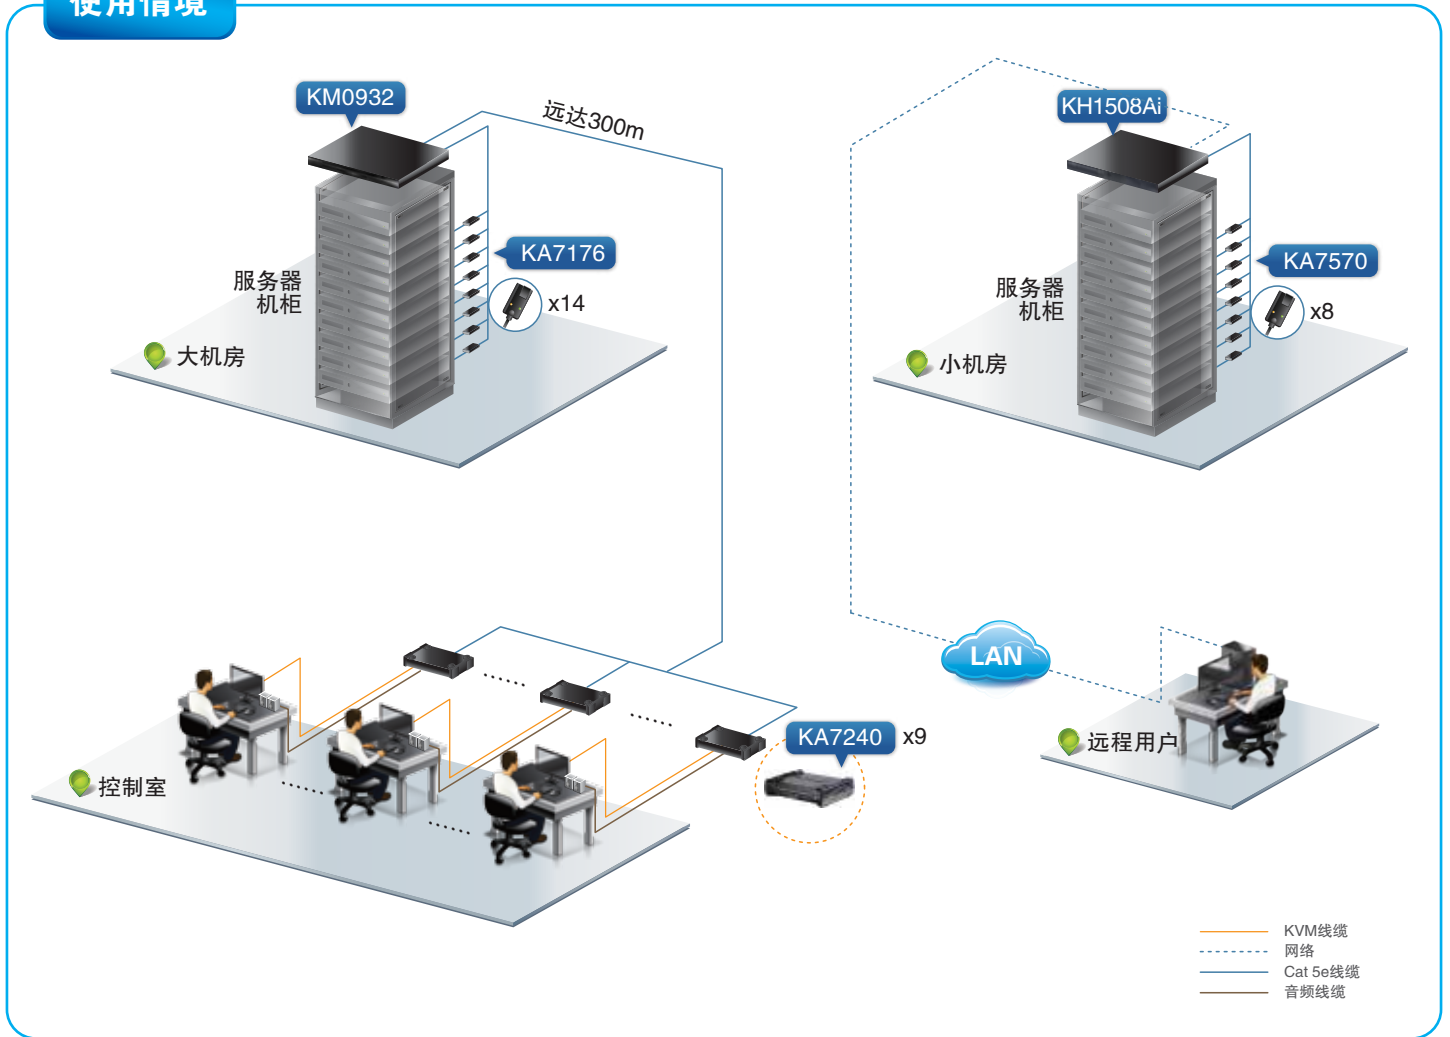 使用情境
KM0932
远达300m
KA7176
x14
服务器
机柜
大机房
KH1508Ai
KA7570
x8
服务器
机柜
小机房
LAN
KA7240 x9
控制室
远程用户
KVM线缆
网络
Cat 5e线缆
音频线缆